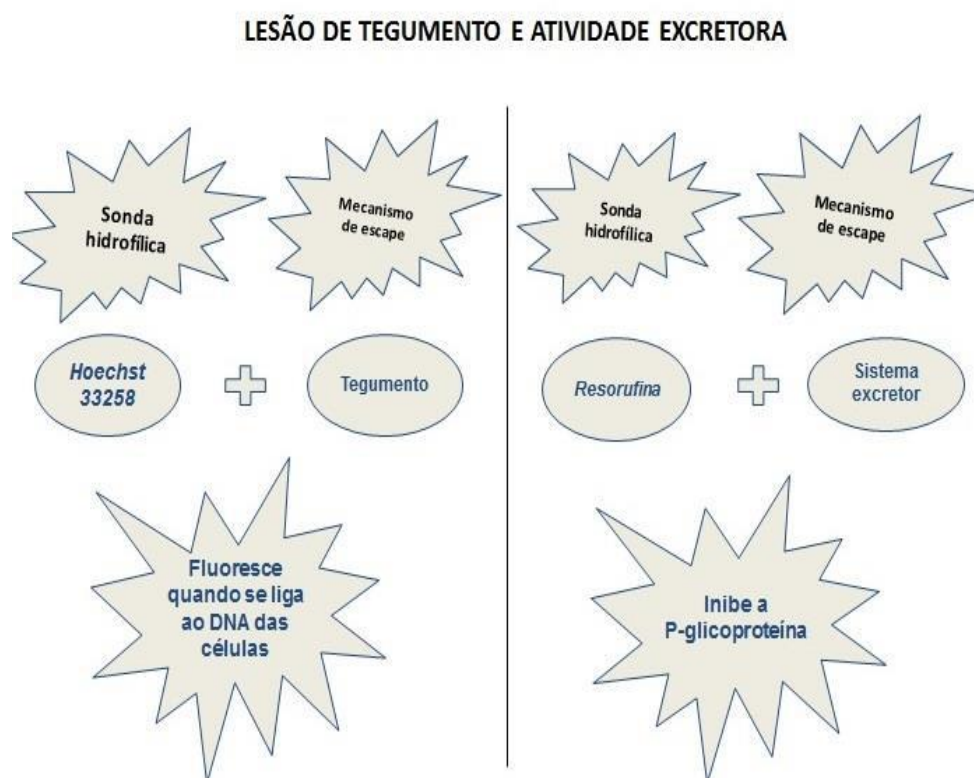 LESÃO DE TEGUMENTO E ATIVIDADE EXCRETORA
Sonda
hidrofílica
Mecanismo
de escape
Hoechst
33258
Tegumento
Fluoresce
quando se liga
ao DNA das
células
Sonda
hidrofílica
Mecanismo
de escape
Resorufina
Sistema
excretor
Inibe a
P-glicoproteína